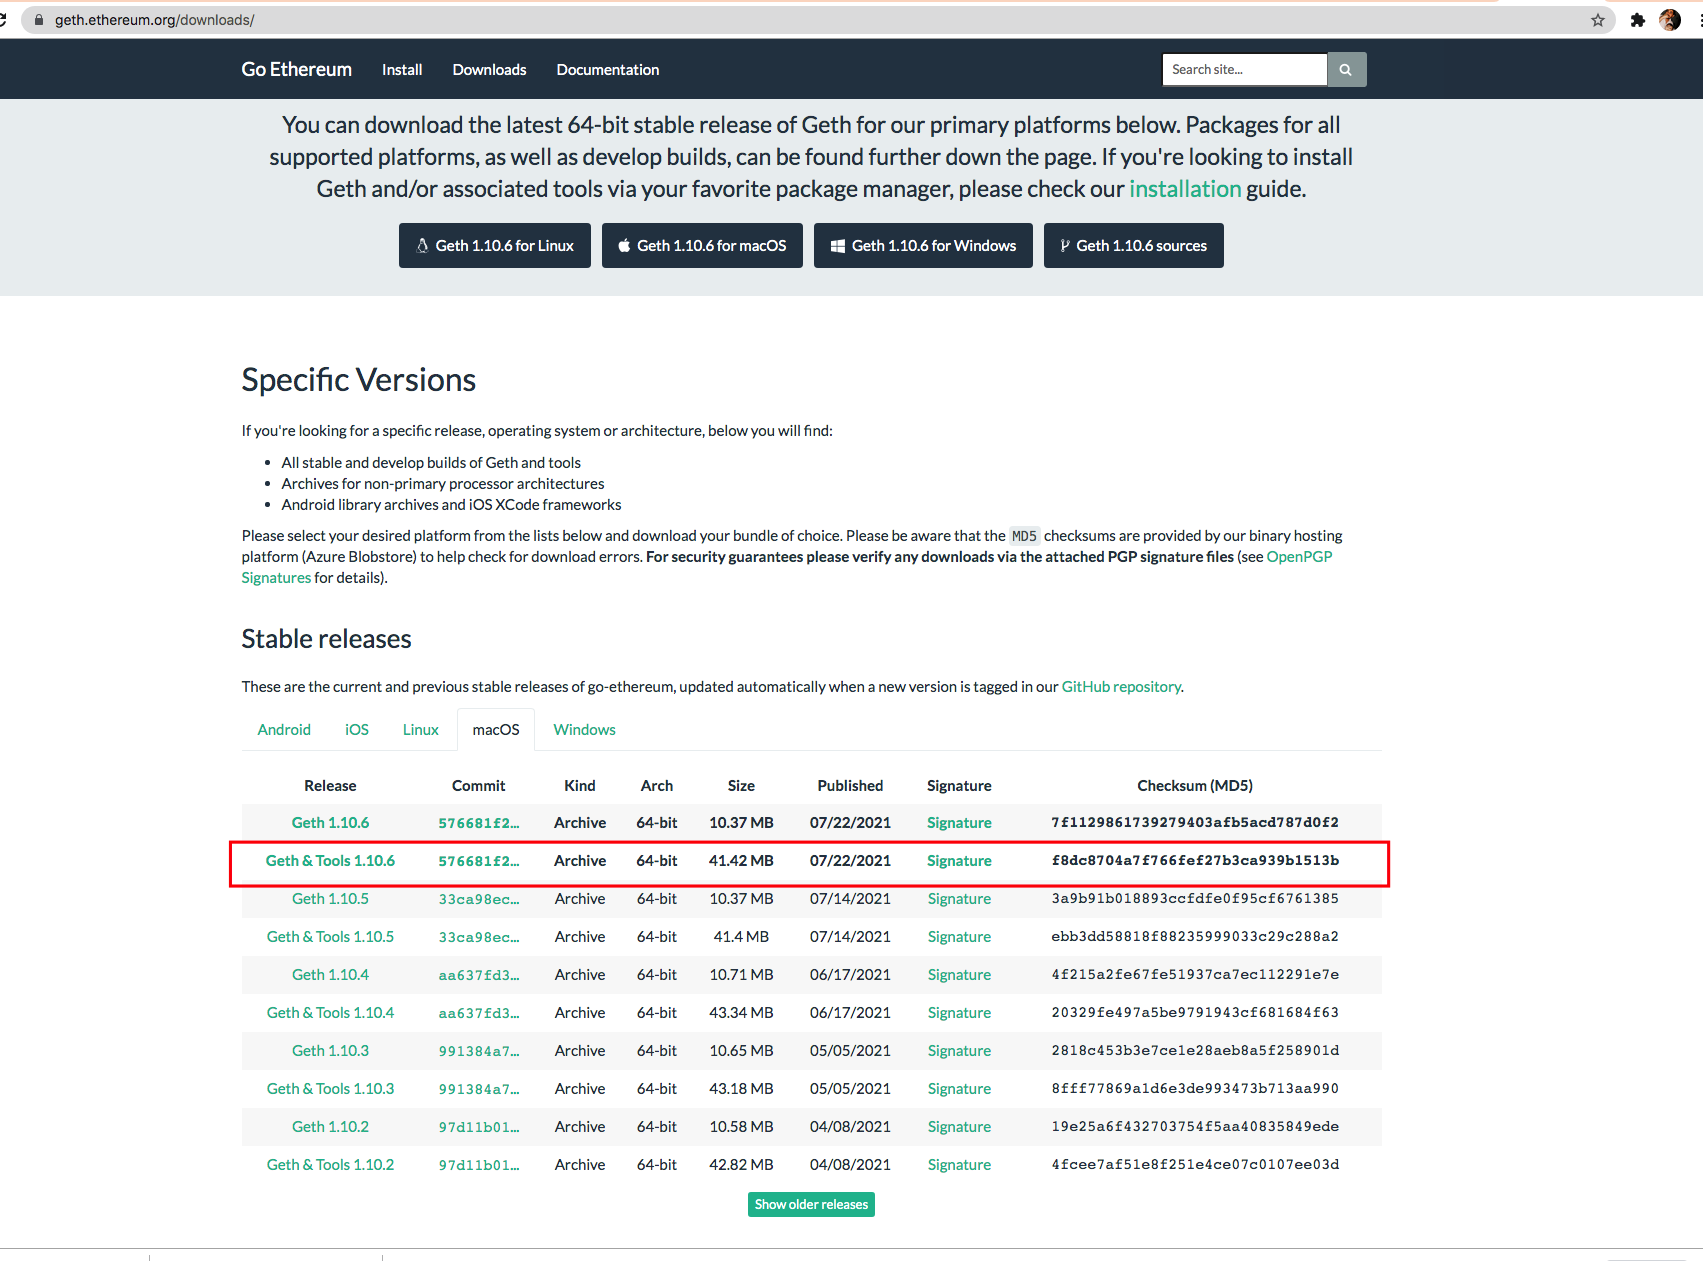 geth.ethereum.org/downloads/
Go Ethereum Install Downloads Documentation Search site...
You can download the latest 64-bit stable release of Geth for our primary platforms below. Packages for all
supported platforms, as well as develop builds, can be found further down the page. If you're looking to install
Geth and/or associated tools via your favorite package manager, please check our installation guide.
Geth 1.10.6 for Linux Geth 1.10.6 for macOS Geth 1.10.6 for Windows Geth 1.10.6 sources
Specific Versions
If you're looking for a specific release, operating system or architecture, below you will find:
• All stable and develop builds of Geth and tools
• Archives for non-primary processor architectures
• Android library archives and iOS XCode frameworks
Please select your desired platform from the lists below and download your bundle of choice. Please be aware that the MD5 checksums are provided by our binary hosting
platform (Azure Blobstore) to help check for download errors. For security guarantees please verify any downloads via the attached PGP signature files (see OpenPGP
Signatures for details).
Stable releases
These are the current and previous stable releases of go-ethereum, updated automatically when a new version is tagged in our GitHub repository.
Android iOS Linux macOS Windows
Release Commit Kind Arch Size Published Signature Checksum (MD5)
Geth 1.10.6 576681f2... Archive 64-bit 10.37 MB 07/22/2021 Signature 7f1129861739279403afb5acd787d0f2
Geth & Tools 1.10.6 576681f2... Archive 64-bit 41.42 MB 07/22/2021 Signature f8dc8704a7f766fef27b3ca939b1513b
Geth 1.10.5 33ca98ec... Archive 64-bit 10.37 MB 07/14/2021 Signature 3a9b91b018893ccfdfe0f95cf6761385
Geth & Tools 1.10.5 33ca98ec... Archive 64-bit 41.4 MB 07/14/2021 Signature ebb3dd58818f88235999033c29c288a2
Geth 1.10.4 aa637fd3... Archive 64-bit 10.71 MB 06/17/2021 Signature 4f215a2fe67fe51937ca7ec112291e7e
Geth & Tools 1.10.4 aa637fd3... Archive 64-bit 43.34 MB 06/17/2021 Signature 20329fe497a5be9791943cf681684f63
Geth 1.10.3 991384a7... Archive 64-bit 10.65 MB 05/05/2021 Signature 2818c453b3e7ce1e28aeb8a5f258901d
Geth & Tools 1.10.3 991384a7... Archive 64-bit 43.18 MB 05/05/2021 Signature 8fff77869a1d6e3de993473b713aa990
Geth 1.10.2 97d11b01... Archive 64-bit 10.58 MB 04/08/2021 Signature 19e25a6f432703754f5aa40835849ede
Geth & Tools 1.10.2 97d11b01... Archive 64-bit 42.82 MB 04/08/2021 Signature 4fcee7af51e8f251e4ce07c0107ee03d
Show older releases